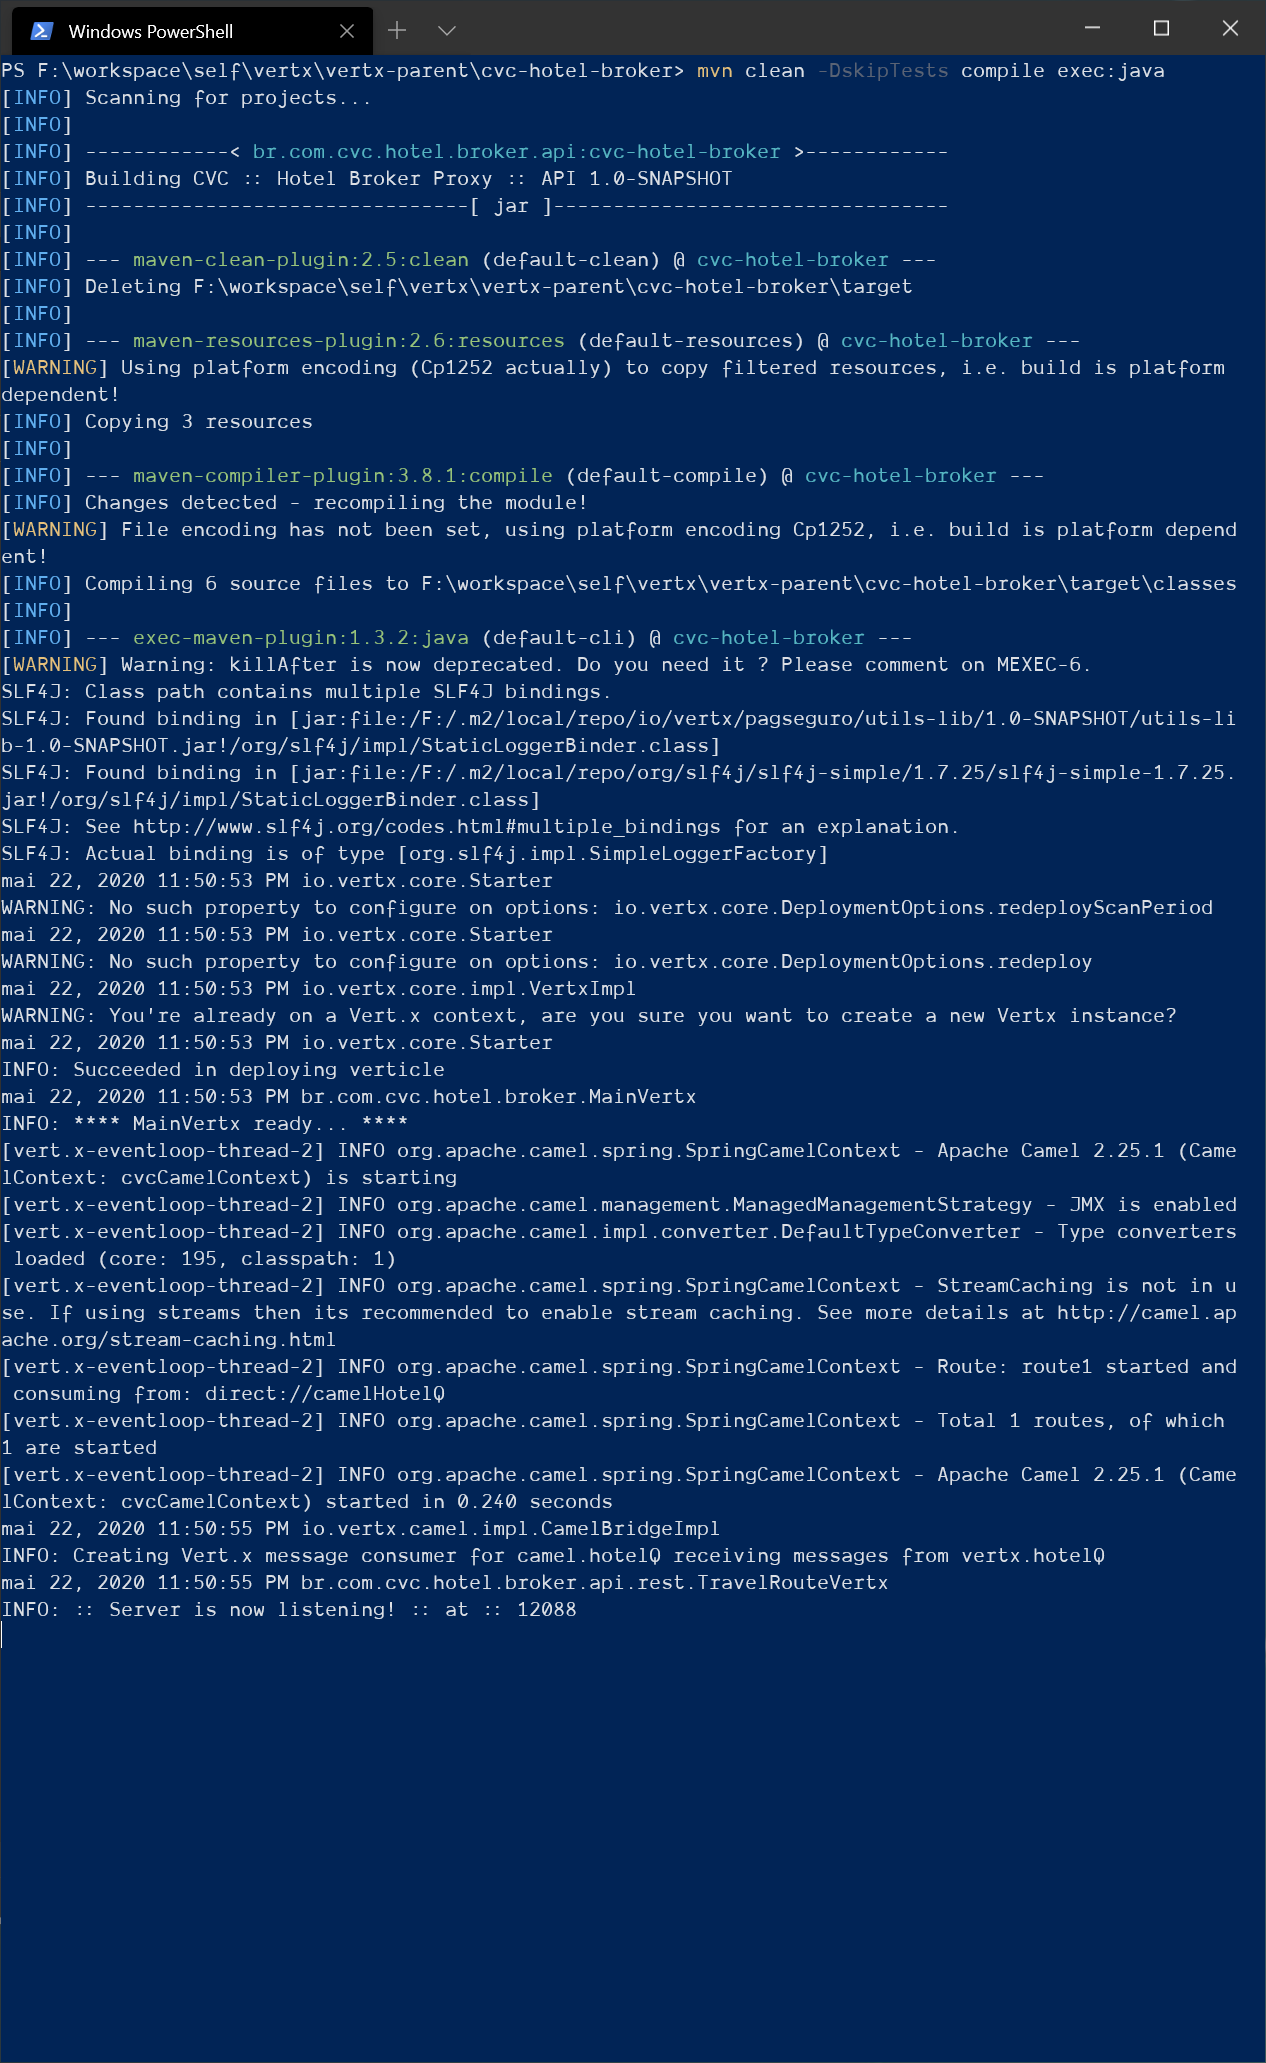 Windows PowerShell
PS F:\workspace\self\vertx\vertx-parent\cvc-hotel-broker> mvn clean -DskipTests compile exec:java
[INFO] Scanning for projects...
[INFO]
[INFO] ------------< br.com.cvc.hotel.broker.api:cvc-hotel-broker >------------
[INFO] Building CVC :: Hotel Broker Proxy :: API 1.0-SNAPSHOT
[INFO] --------------------------------[ jar ]---------------------------------
[INFO]
[INFO] --- maven-clean-plugin:2.5:clean (default-clean) @ cvc-hotel-broker ---
[INFO] Deleting F:\workspace\self\vertx\vertx-parent\cvc-hotel-broker\target
[INFO]
[INFO] --- maven-resources-plugin:2.6:resources (default-resources) @ cvc-hotel-broker ---
[WARNING] Using platform encoding (Cp1252 actually) to copy filtered resources, i.e. build is platform
dependent!
[INFO] Copying 3 resources
[INFO]
[INFO] --- maven-compiler-plugin:3.8.1:compile (default-compile) @ cvc-hotel-broker ---
[INFO] Changes detected - recompiling the module!
[WARNING] File encoding has not been set, using platform encoding Cp1252, i.e. build is platform depend
ent!
[INFO] Compiling 6 source files to F:\workspace\self\vertx\vertx-parent\cvc-hotel-broker\target\classes
[INFO]
[INFO] --- exec-maven-plugin:1.3.2:java (default-cli) @ cvc-hotel-broker ---
[WARNING] Warning: killAfter is now deprecated. Do you need it ? Please comment on MEXEC-6.
SLF4J: Class path contains multiple SLF4J bindings.
SLF4J: Found binding in [jar:file:/F:/.m2/local/repo/io/vertx/pagseguro/utils-lib/1.0-SNAPSHOT/utils-li
b-1.0-SNAPSHOT.jar!/org/slf4j/impl/StaticLoggerBinder.class]
SLF4J: Found binding in [jar:file:/F:/.m2/local/repo/org/slf4j/slf4j-simple/1.7.25/slf4j-simple-1.7.25.
jar!/org/slf4j/impl/StaticLoggerBinder.class]
SLF4J: See http://www.slf4j.org/codes.html#multiple_bindings for an explanation.
SLF4J: Actual binding is of type [org.slf4j.impl.SimpleLoggerFactory]
mai 22, 2020 11:50:53 PM io.vertx.core.Starter
WARNING: No such property to configure on options: io.vertx.core.DeploymentOptions.redeployScanPeriod
mai 22, 2020 11:50:53 PM io.vertx.core.Starter
WARNING: No such property to configure on options: io.vertx.core.DeploymentOptions.redeploy
mai 22, 2020 11:50:53 PM io.vertx.core.impl.VertxImpl
WARNING: You're already on a Vert.x context, are you sure you want to create a new Vertx instance?
mai 22, 2020 11:50:53 PM io.vertx.core.Starter
INFO: Succeeded in deploying verticle
mai 22, 2020 11:50:53 PM br.com.cvc.hotel.broker.MainVertx
INFO: **** MainVertx ready... ****
[vert.x-eventloop-thread-2] INFO org.apache.camel.spring.SpringCamelContext - Apache Camel 2.25.1 (Came
lContext: cvcCamelContext) is starting
[vert.x-eventloop-thread-2] INFO org.apache.camel.management.ManagedManagementStrategy - JMX is enabled
[vert.x-eventloop-thread-2] INFO org.apache.camel.impl.converter.DefaultTypeConverter - Type converters
 loaded (core: 195, classpath: 1)
[vert.x-eventloop-thread-2] INFO org.apache.camel.spring.SpringCamelContext - StreamCaching is not in u
se. If using streams then its recommended to enable stream caching. See more details at http://camel.ap
ache.org/stream-caching.html
[vert.x-eventloop-thread-2] INFO org.apache.camel.spring.SpringCamelContext - Route: route1 started and
 consuming from: direct://camelHotelQ
[vert.x-eventloop-thread-2] INFO org.apache.camel.spring.SpringCamelContext - Total 1 routes, of which
1 are started
[vert.x-eventloop-thread-2] INFO org.apache.camel.spring.SpringCamelContext - Apache Camel 2.25.1 (Came
lContext: cvcCamelContext) started in 0.240 seconds
mai 22, 2020 11:50:55 PM io.vertx.camel.impl.CamelBridgeImpl
INFO: Creating Vert.x message consumer for camel.hotelQ receiving messages from vertx.hotelQ
mai 22, 2020 11:50:55 PM br.com.cvc.hotel.broker.api.rest.TravelRouteVertx
INFO: :: Server is now listening! :: at :: 12088